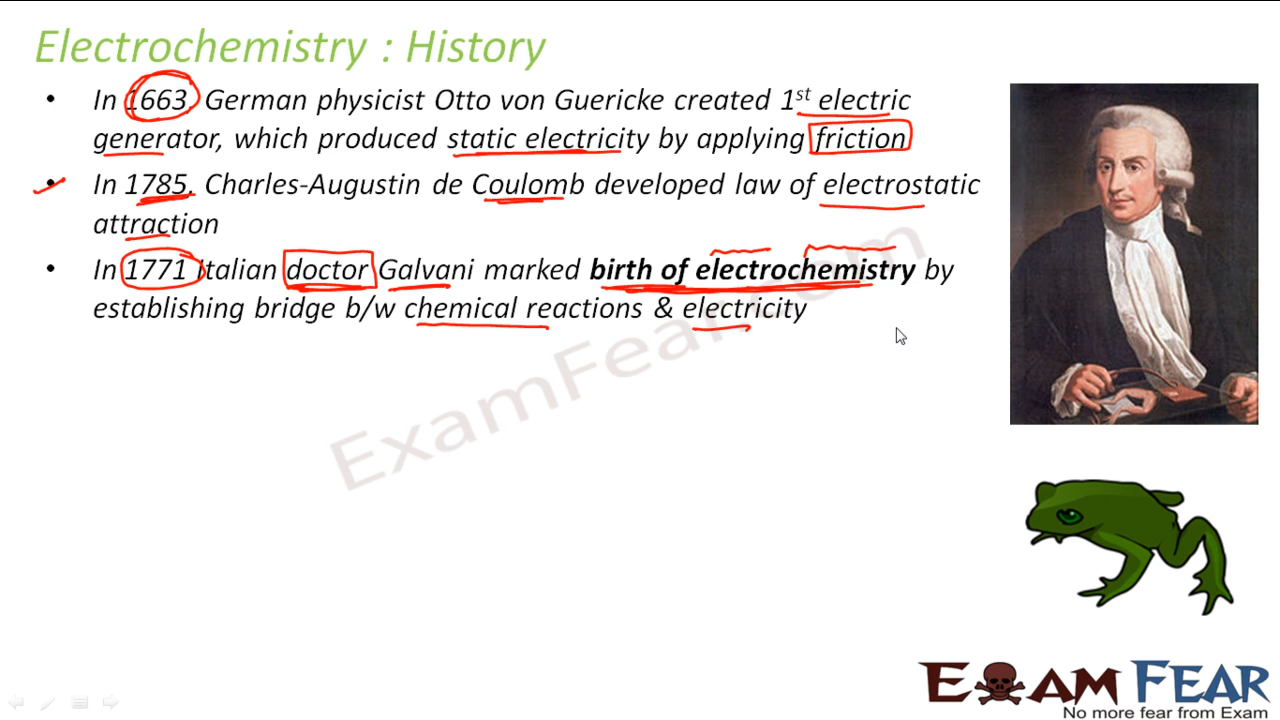 Electrochemistry : History
• In 1663, German physicist Otto von Guericke created 1st electric
generator, which produced static electricity by applying friction
• In 1785, Charles-Augustin de Coulomb developed law of electrostatic
attraction
• In 1771 Italian doctor Galvani marked birth of electrochemistry by
establishing bridge b/w chemical reactions & electricity
ExamFear.com
EXAM FEAR
No more fear from Exam